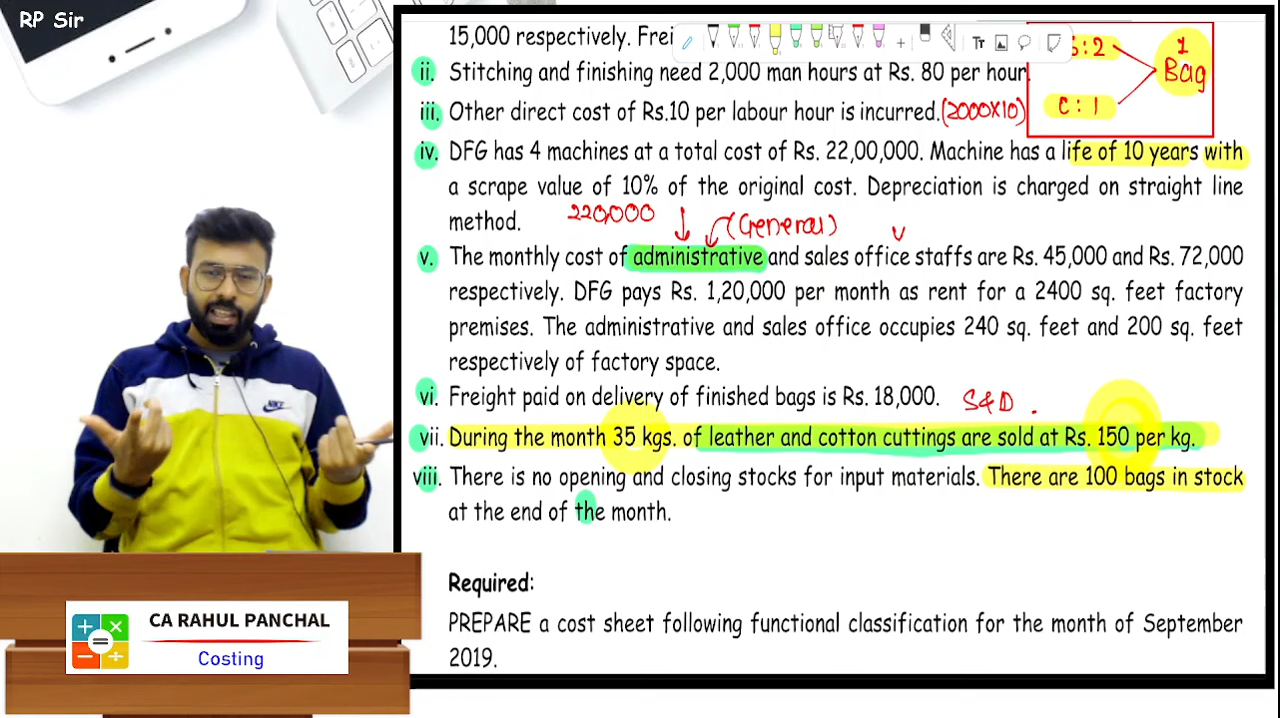 RP Sir
15,000 respectively. Frei
ii. Stitching and finishing need 2,000 man hours at Rs. 80 per hour
iii. Other direct cost of Rs.10 per labour hour is incurred. (2000X10)
: 2
1
Bag
C : 1
Tr
iv. DFG has 4 machines at a total cost of Rs. 22,00,000. Machine has a life of 10 years with
a scrape value of 10% of the original cost. Depreciation is charged on straight line
method.
220,000
(General)
v. The monthly cost of administrative and sales office staffs are Rs. 45,000 and Rs. 72,000
respectively. DFG pays Rs. 1,20,000 per month as rent for a 2400 sq. feet factory
premises. The administrative and sales office occupies 240 sq. feet and 200 sq. feet
respectively of factory space.
vi. Freight paid on delivery of finished bags is Rs. 18,000. S&D .
vii. During the month 35 kgs. of leather and cotton cuttings are sold at Rs. 150 per kg.
viii. There is no opening and closing stocks for input materials. There are 100 bags in stock
at the end of the month.
Required:
PREPARE a cost sheet following functional classification for the month of September
2019.
CA RAHUL PANCHAL
Costing